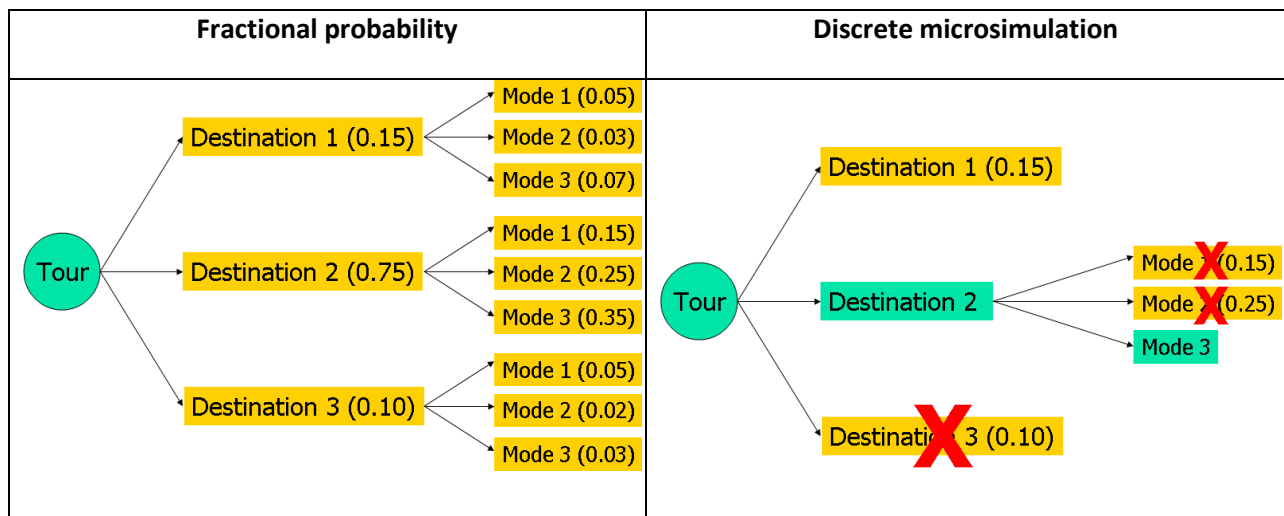 Fractional probability
Discrete microsimulation
Tour
Destination 1 (0.15)
Mode 1 (0.05)
Mode 2 (0.03)
Mode 3 (0.07)
Destination 2 (0.75)
Mode 1 (0.15)
Mode 2 (0.25)
Mode 3 (0.35)
Destination 3 (0.10)
Mode 1 (0.05)
Mode 2 (0.02)
Mode 3 (0.03)
Tour
Destination 1 (0.15)
Destination 2
Mode (0.15)
Mode (0.25)
Mode 3
Destination 3 (0.10)